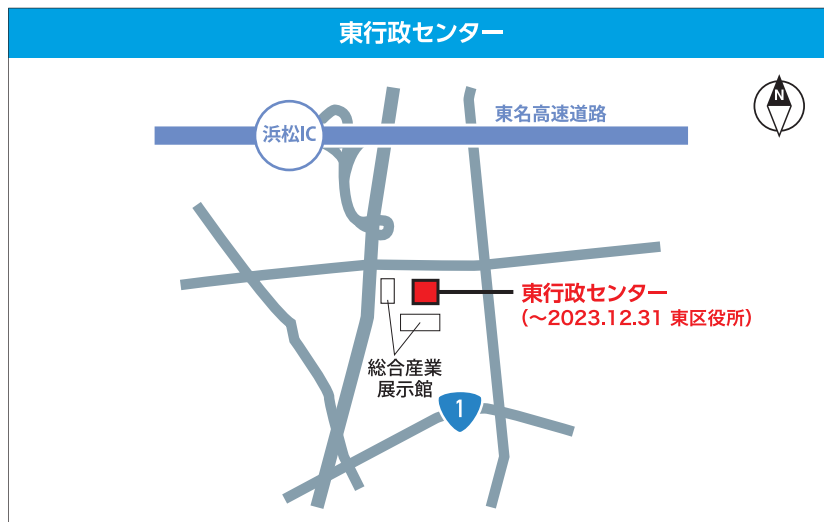 東行政センター
N
東名高速道路
浜松IC
東行政センター
(～2023.12.31 東区役所)
総合産業
展示館
1